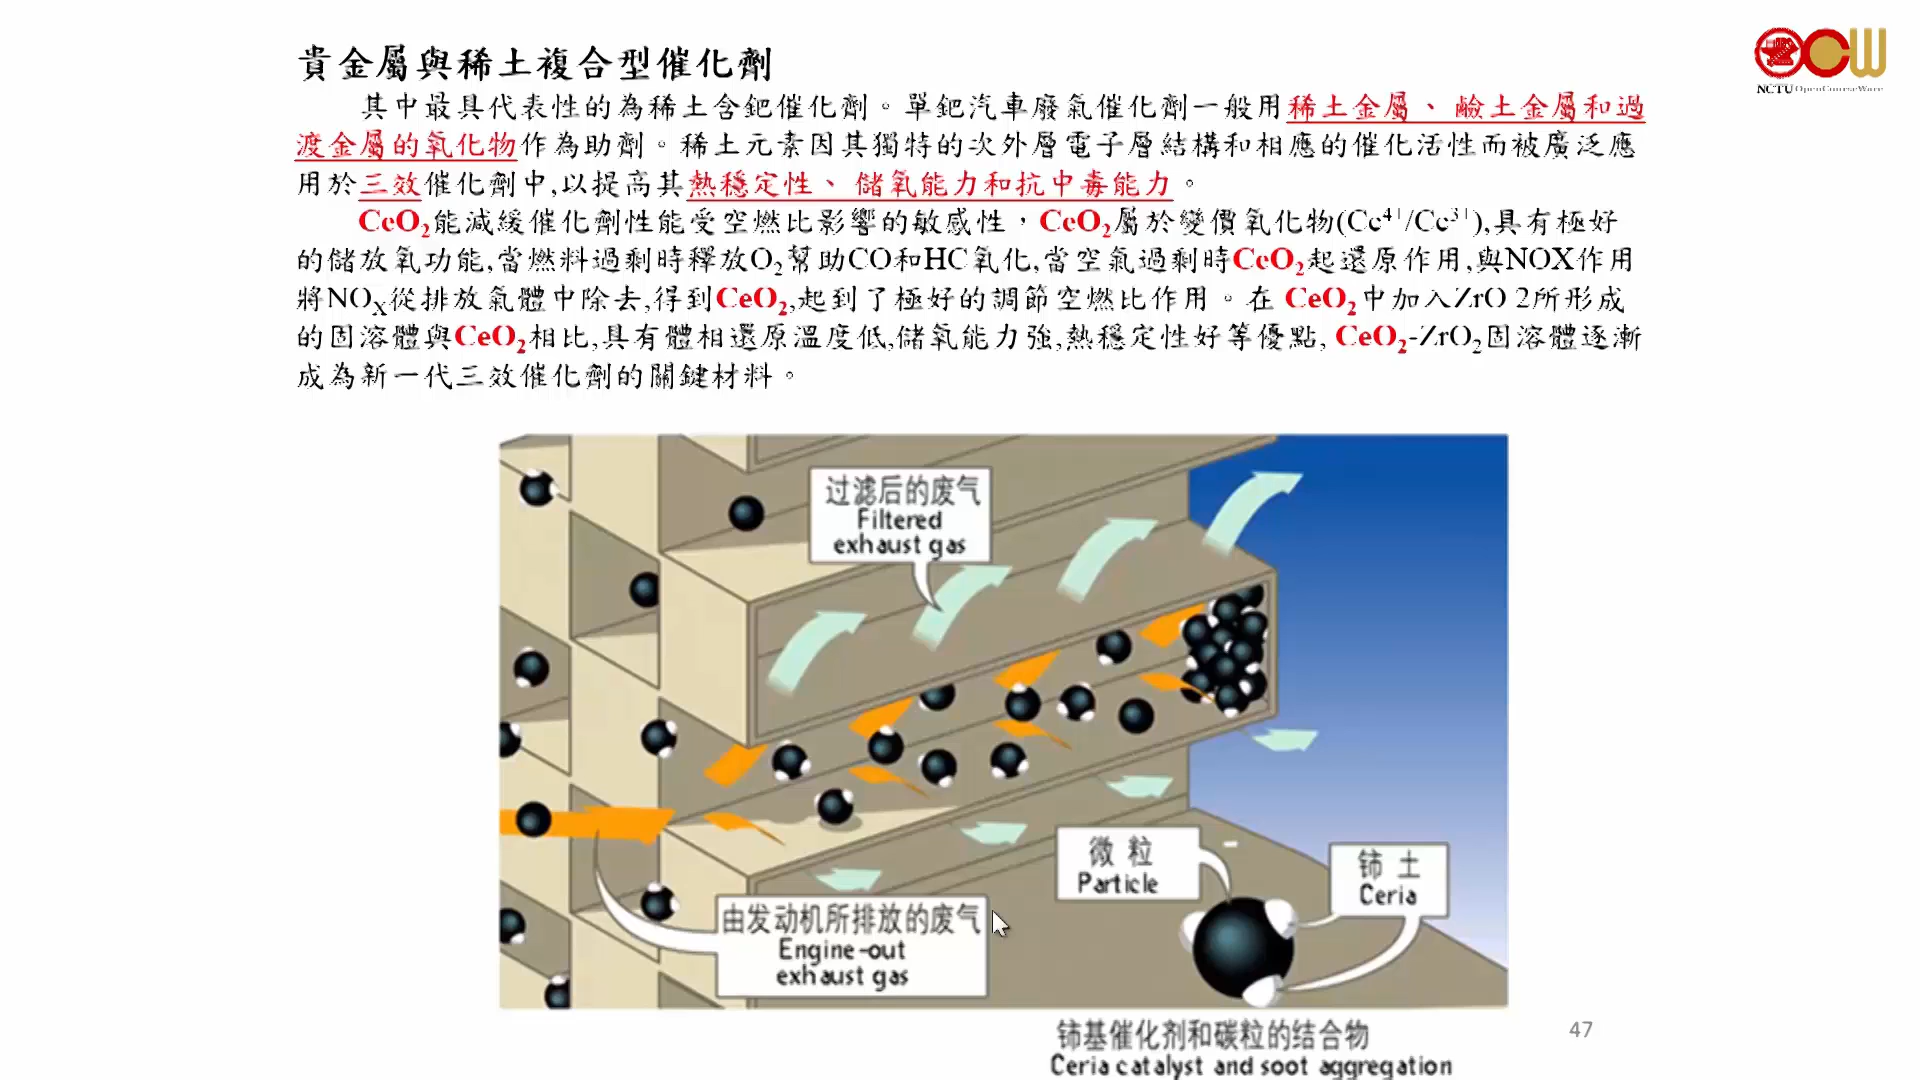 貴金屬與稀土複合型催化劑
NCTU OpenCourseWare
其中最具代表性的為稀土含鈀催化劑。單鈀汽車廢氣催化劑一般用稀土金屬、 鹼土金屬和過
渡金屬的氧化物作為助劑。稀土元素因其獨特的次外層電子層結構和相應的催化活性而被廣泛應
用於三效催化劑中,以提高其熱穩定性、 儲氧能力和抗中毒能力。
CeO₂能減緩催化劑性能受空燃比影響的敏感性，CeO₂屬於變價氧化物(Ce⁴⁺/Ce³⁺),具有極好
的儲放氧功能,當燃料過剩時釋放O₂幫助CO和HC氧化,當空氣過剩時CeO₂起還原作用,與NOX作用
將NOX從排放氣體中除去,得到CeO₂,起到了極好的調節空燃比作用。在 CeO₂中加入ZrO 2所形成
的固溶體與CeO₂相比,具有體相還原溫度低,儲氧能力強,熱穩定性好等優點, CeO₂-ZrO₂固溶體逐漸
成為新一代三效催化劑的關鍵材料。
过滤后的废气
Filtered
exhaust gas
微 粒
Particle
铈 土
Ceria
由发动机所排放的废气
Engine-out
exhaust gas
铈基催化剂和碳粒的结合物
Ceria catalyst and soot aggregation
47